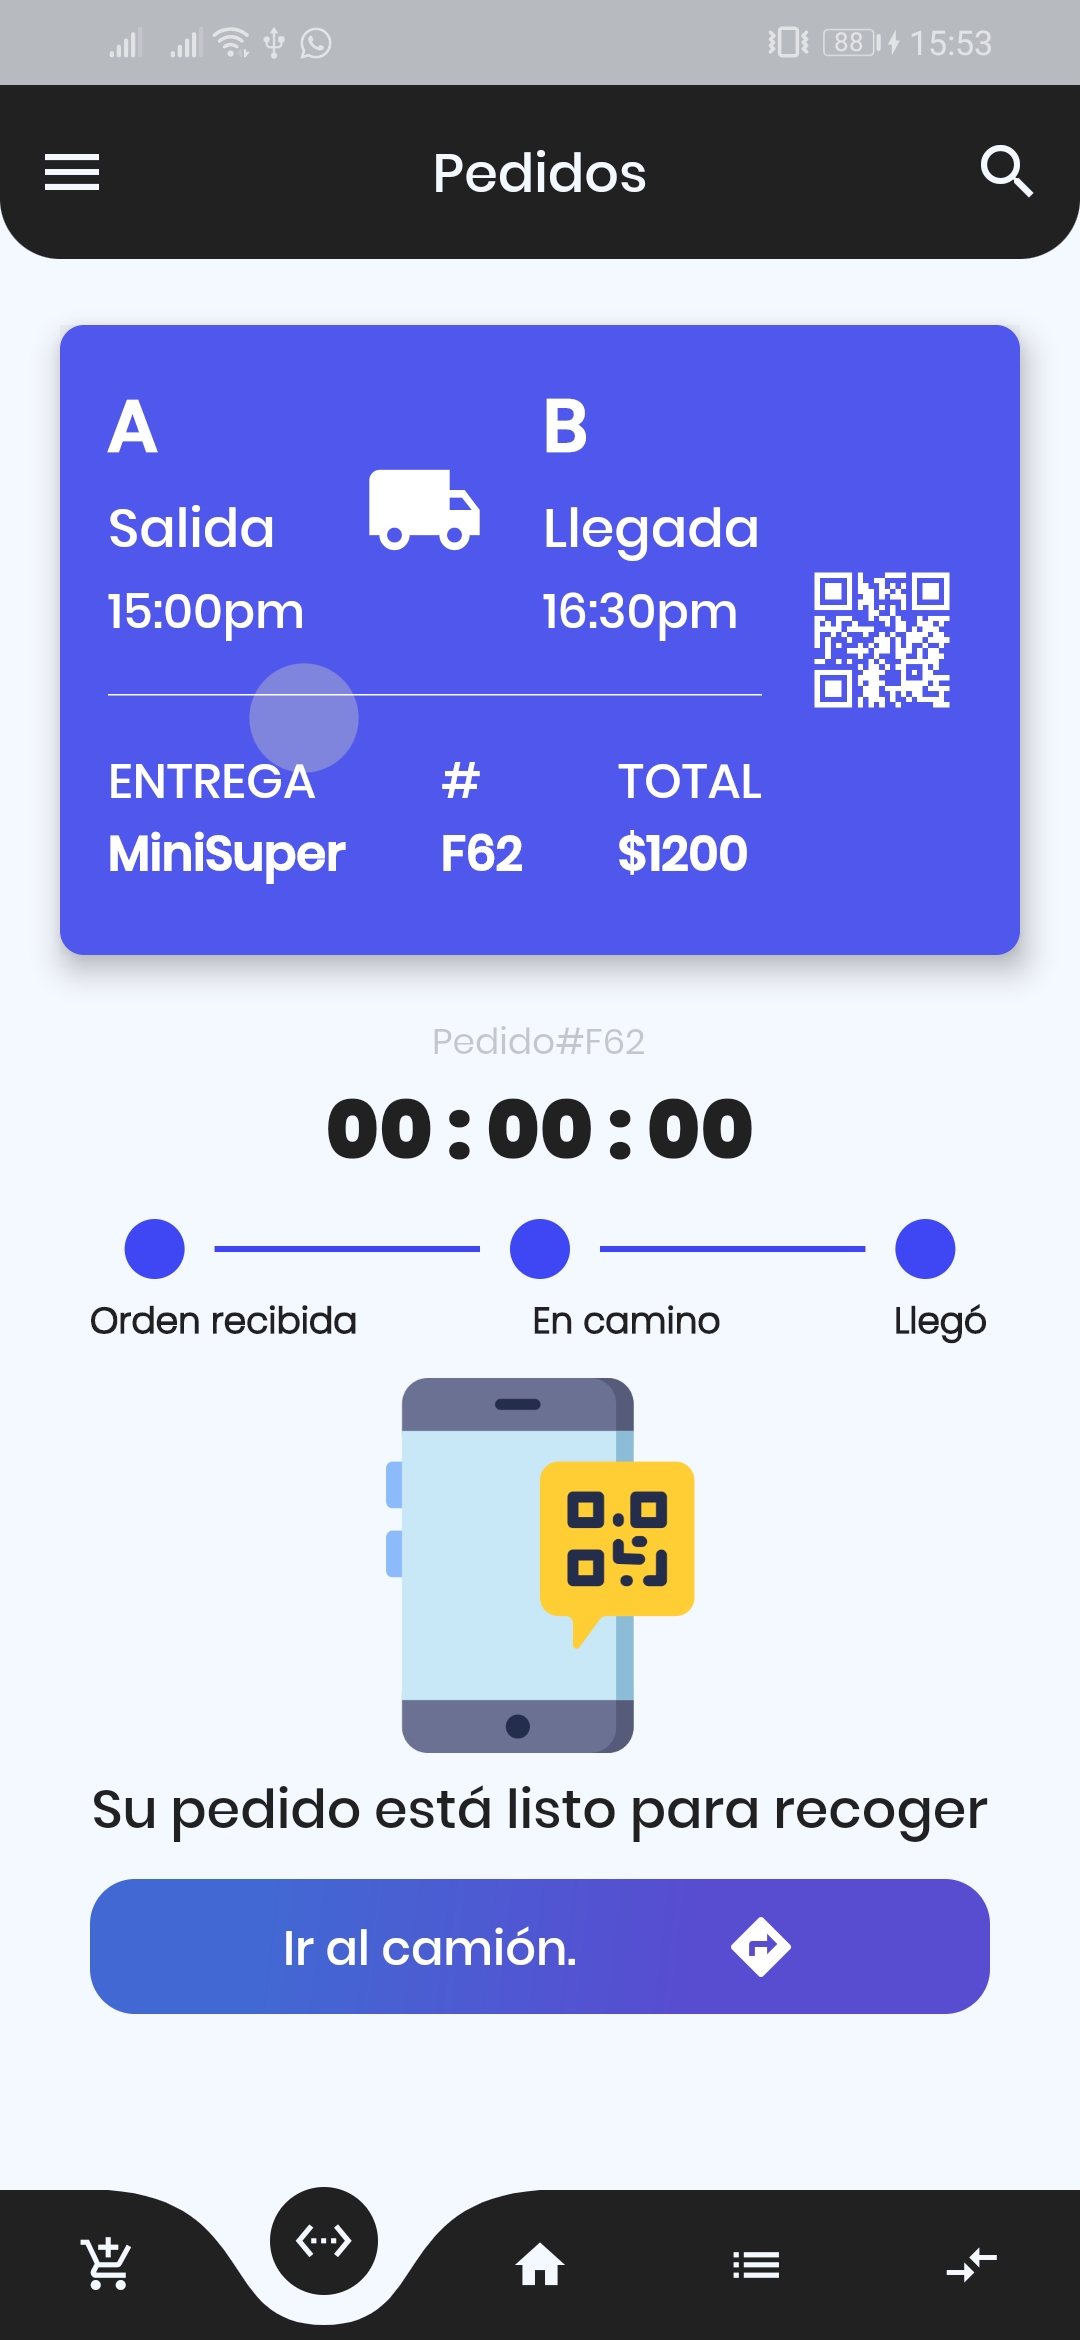 88 15:53
Pedidos
A B
Salida Llegada
15:00pm 16:30pm
ENTREGA # TOTAL
MiniSuper F62 $1200
Pedido#F62
00:00:00
Orden recibida En camino Llegó
Su pedido está listo para recoger
Ir al camión.